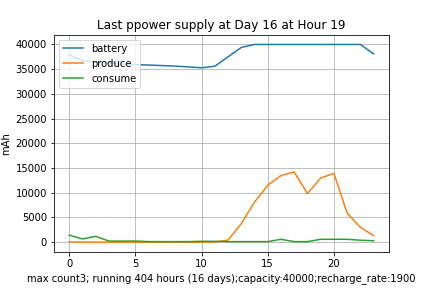 Last ppower supply at Day 16 at Hour 19
40000
35000
30000
25000
20000
15000
10000
5000
0
mAh
battery
produce
consume
0 5 10 15 20
max count3; running 404 hours (16 days);capacity:40000;recharge_rate:1900